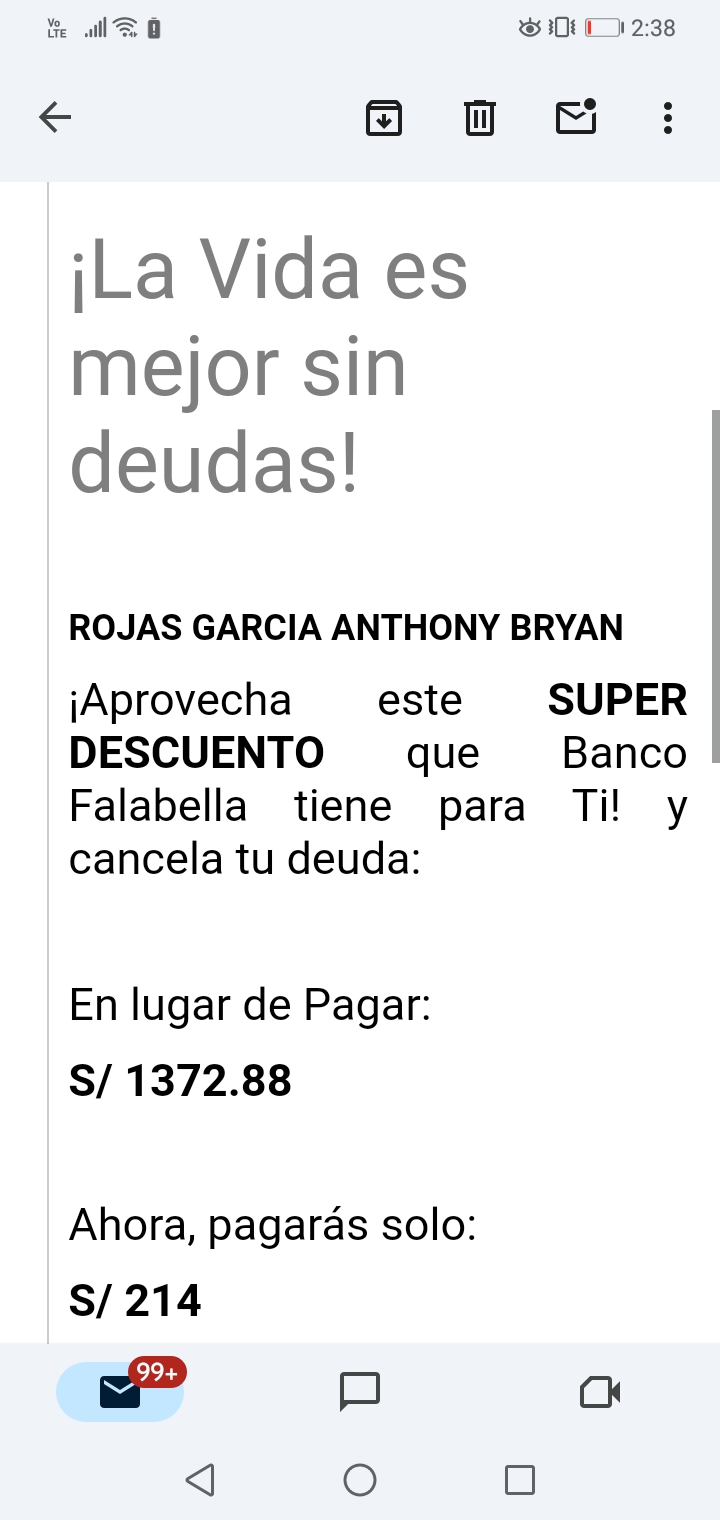 Vo LTE 2:38
¡La Vida es
mejor sin
deudas!
ROJAS GARCIA ANTHONY BRYAN
¡Aprovecha este SUPER
DESCUENTO que Banco
Falabella tiene para Ti! y
cancela tu deuda:
En lugar de Pagar:
S/ 1372.88
Ahora, pagarás solo:
S/ 214
99+